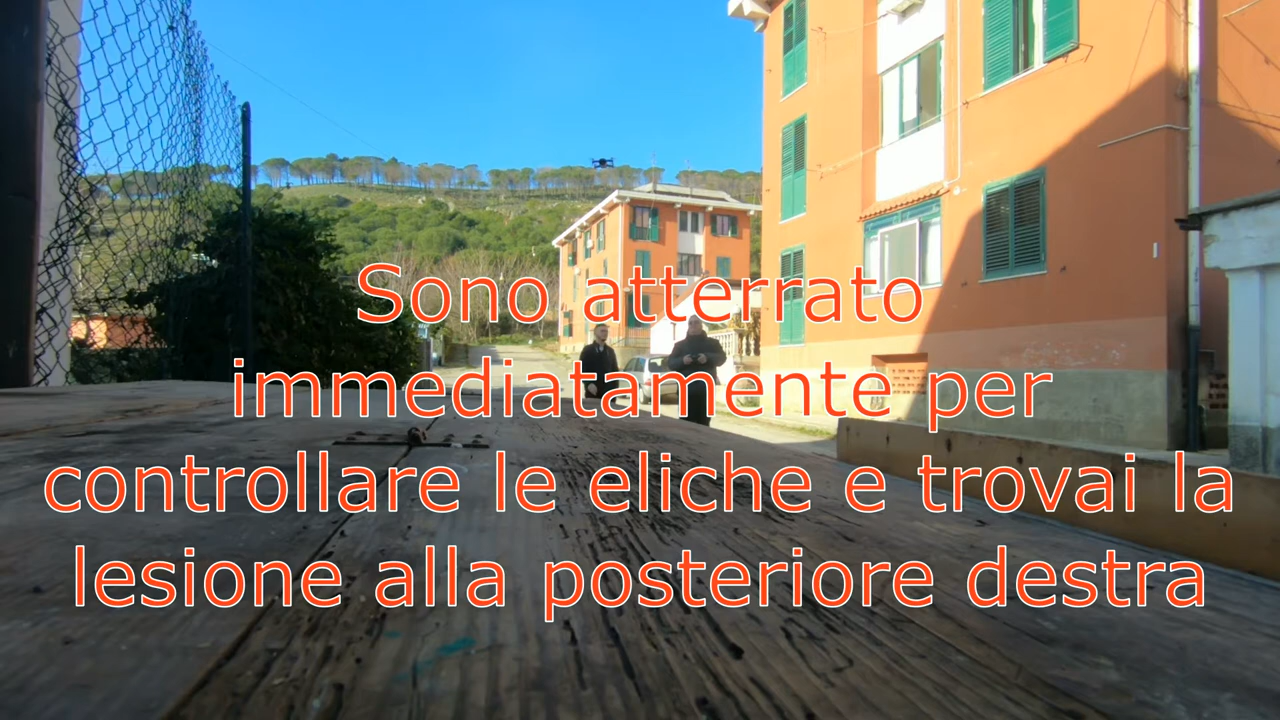 Sono atterrato
immediatamente per
controllare le eliche e trovai la
lesione alla posteriore destra